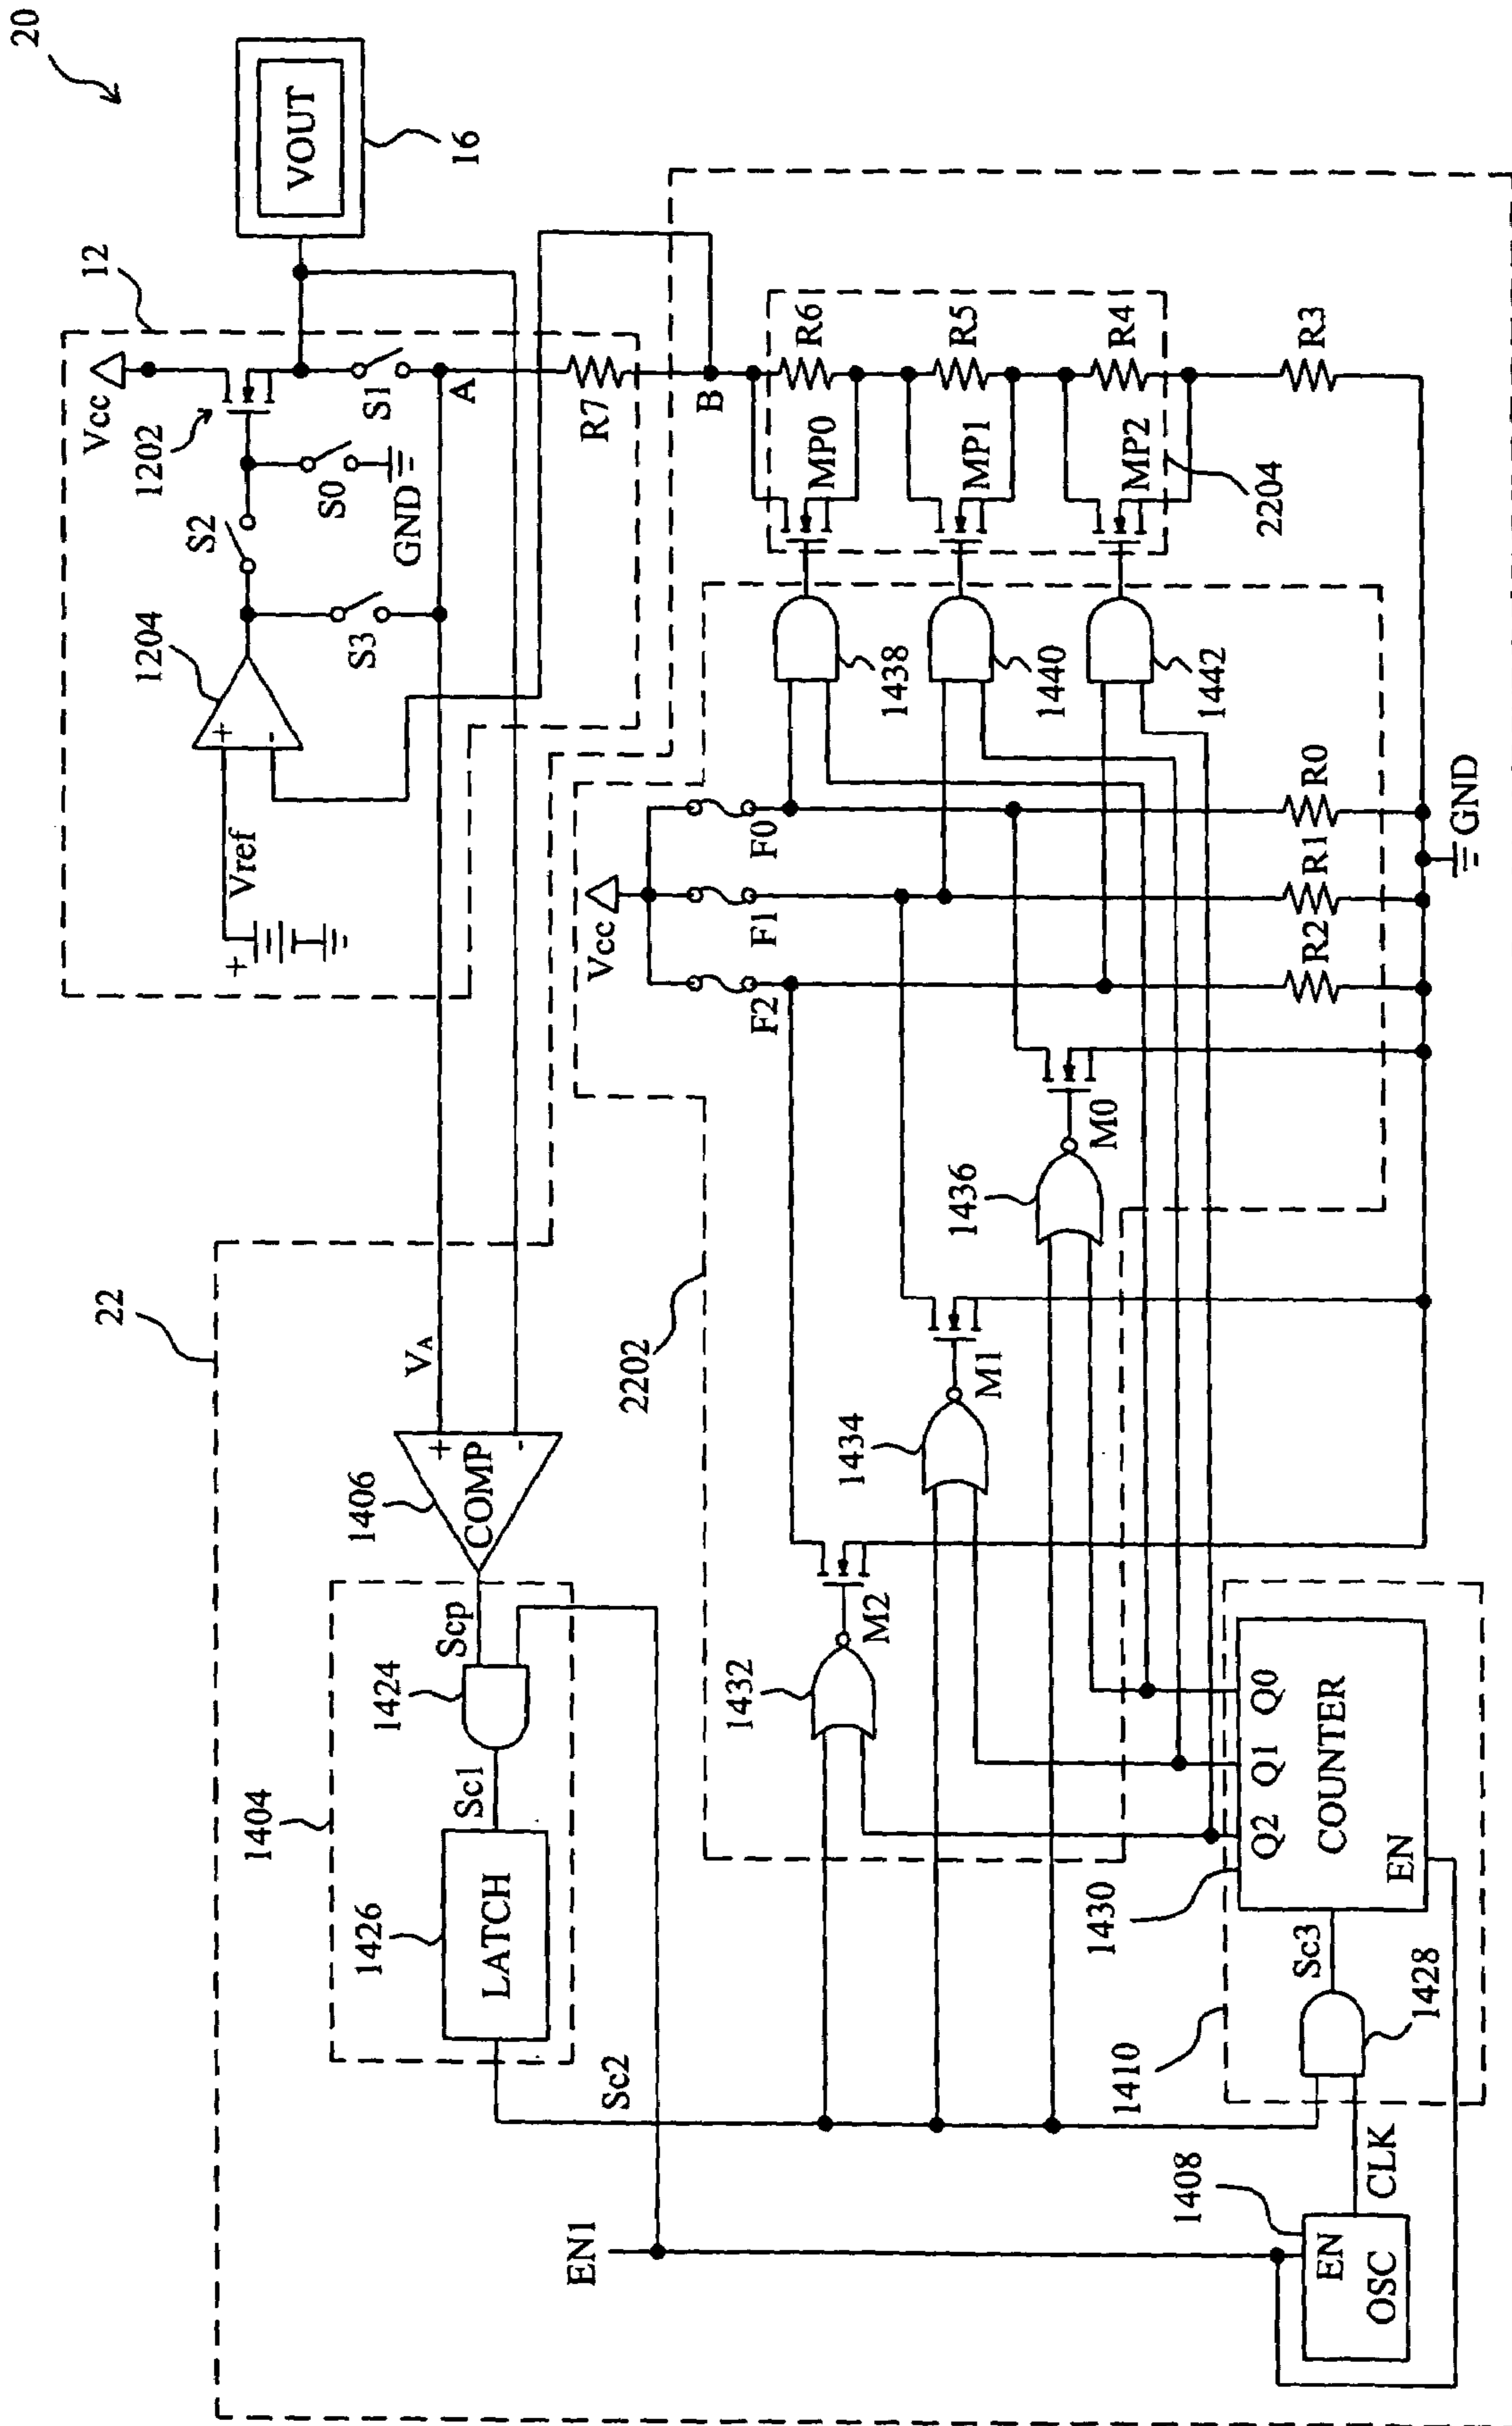 20
VOUT
16
12
Vcc
1202
S1
A
R7
S0
GND
S2
S3
1204
+
-
Vref
+
B
R6
R5
R4
R3
MP0
MP1
MP2
2204
1438
1440
1442
Vcc
F0
F1
F2
R0
R1
R2
GND
22
VA
1406
COMP
+
-
2202
1436
M0
1434
M1
1432
M2
1404
1424
Scp
Sc1
1426
LATCH
Sc2
EN1
1430
Q2
Q1
Q0
COUNTER
EN
Sc3
1428
1410
1408
CLK
EN
OSC